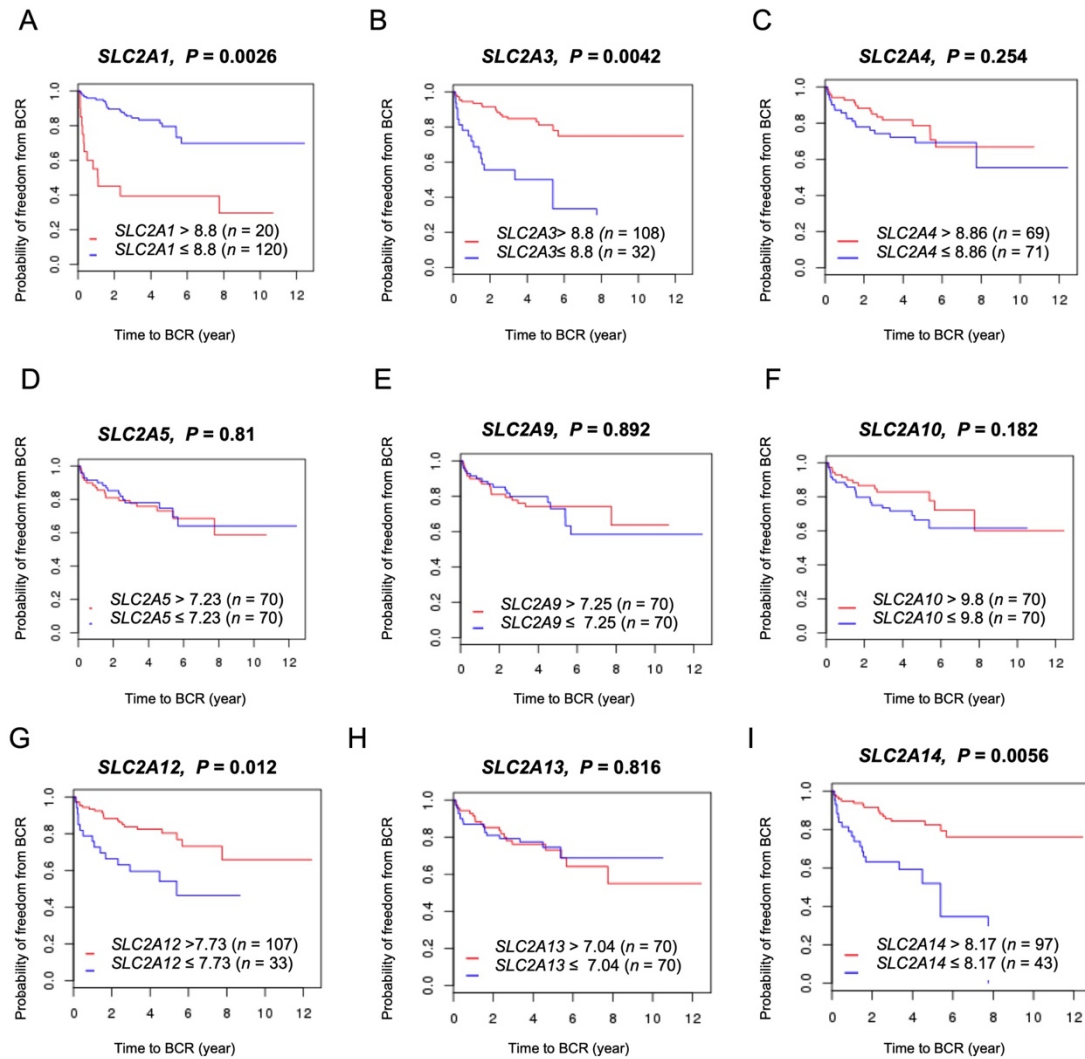 A
SLC2A1, P = 0.0026
Probability of freedom from BCR
1.0
0.8
0.6
0.4
0.2
0.0
SLC2A1 > 8.8 (n = 20)
SLC2A1 ≤ 8.8 (n = 120)
0 2 4 6 8 10 12
Time to BCR (year)
B
SLC2A3, P = 0.0042
Probability of freedom from BCR
1.0
0.8
0.6
0.4
0.2
0.0
SLC2A3> 8.8 (n = 108)
SLC2A3≤ 8.8 (n = 32)
0 2 4 6 8 10 12
Time to BCR (year)
C
SLC2A4, P = 0.254
Probability of freedom from BCR
1.0
0.8
0.6
0.4
0.2
0.0
SLC2A4 > 8.86 (n = 69)
SLC2A4 ≤ 8.86 (n = 71)
0 2 4 6 8 10 12
Time to BCR (year)
D
SLC2A5, P = 0.81
Probability of freedom from BCR
1.0
0.8
0.6
0.4
0.2
0.0
SLC2A5 > 7.23 (n = 70)
SLC2A5 ≤ 7.23 (n = 70)
0 2 4 6 8 10 12
Time to BCR (year)
E
SLC2A9, P = 0.892
Probability of freedom from BCR
1.0
0.8
0.6
0.4
0.2
0.0
SLC2A9 > 7.25 (n = 70)
SLC2A9 ≤ 7.25 (n = 70)
0 2 4 6 8 10 12
Time to BCR (year)
F
SLC2A10, P = 0.182
Probability of freedom from BCR
1.0
0.8
0.6
0.4
0.2
0.0
SLC2A10 > 9.8 (n = 70)
SLC2A10 ≤ 9.8 (n = 70)
0 2 4 6 8 10 12
Time to BCR (year)
G
SLC2A12, P = 0.012
Probability of freedom from BCR
1.0
0.8
0.6
0.4
0.2
0.0
SLC2A12 >7.73 (n = 107)
SLC2A12 ≤ 7.73 (n = 33)
0 2 4 6 8 10 12
Time to BCR (year)
H
SLC2A13, P = 0.816
Probability of freedom from BCR
1.0
0.8
0.6
0.4
0.2
0.0
SLC2A13 > 7.04 (n = 70)
SLC2A13 ≤ 7.04 (n = 70)
0 2 4 6 8 10 12
Time to BCR (year)
I
SLC2A14, P = 0.0056
Probability of freedom from BCR
1.0
0.8
0.6
0.4
0.2
0.0
SLC2A14 > 8.17 (n = 97)
SLC2A14 ≤ 8.17 (n = 43)
0 2 4 6 8 10 12
Time to BCR (year)